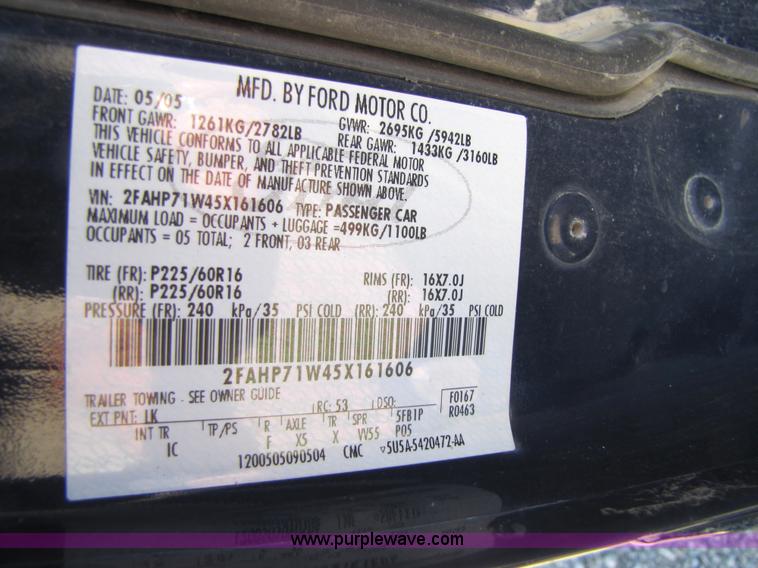 MFD. BY FORD MOTOR CO.
DATE: 05/05
GVWR: 2695KG /5942LB
FRONT GAWR: 1261KG/2782LB
REAR GAWR: 1433KG /3160LB
THIS VEHICLE CONFORMS TO ALL APPLICABLE FEDERAL MOTOR
VEHICLE SAFETY, BUMPER, AND THEFT PREVENTION STANDARDS
IN EFFECT ON THE DATE OF MANUFACTURE SHOWN ABOVE.
VIN: 2FAHP71W45X161606 TYPE: PASSENGER CAR
MAXIMUM LOAD = OCCUPANTS + LUGGAGE =499KG/1100LB
OCCUPANTS = 05 TOTAL; 2 FRONT, 03 REAR
TIRE (FR): P225/60R16 RIMS (FR): 16X7.0J
(RR): P225/60R16 (RR): 16X7.0J
PRESSURE (FR): 240 kPa/35 PSI COLD (RR): 240 kPa/35 PSI COLD
2FAHP71W45X161606
TRAILER TOWING - SEE OWNER GUIDE
F0167
EXT PNT: LK RC: 53 DSO: R0463
INT TR TP/PS R AXLE TR SPR 5FB1P
IC F X5 X VV55 P05
1200505090504 CMC ▽5U5A-5420472-AA
www.purplewave.com